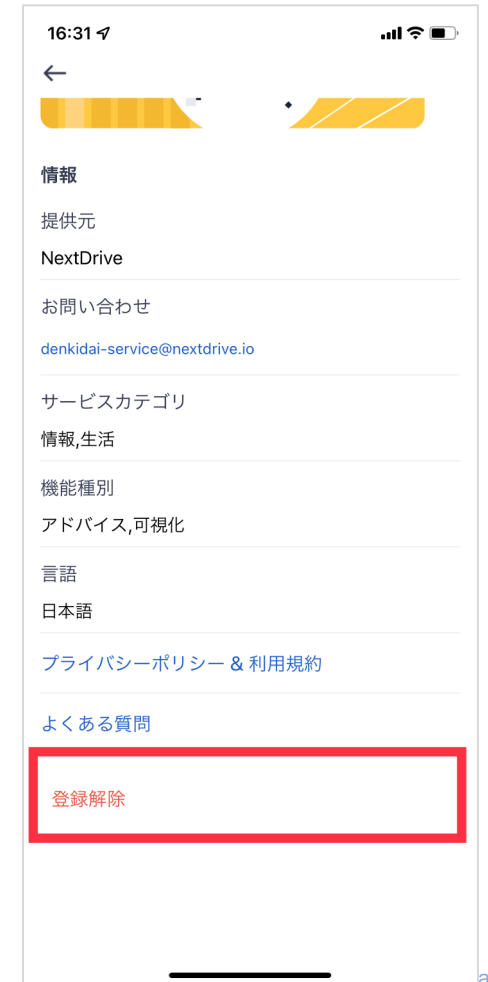 16:31
情報
提供元
NextDrive
お問い合わせ
denkidai-service@nextdrive.io
サービスカテゴリ
情報,生活
機能種別
アドバイス,可視化
言語
日本語
プライバシーポリシー & 利用規約
よくある質問
登録解除
a